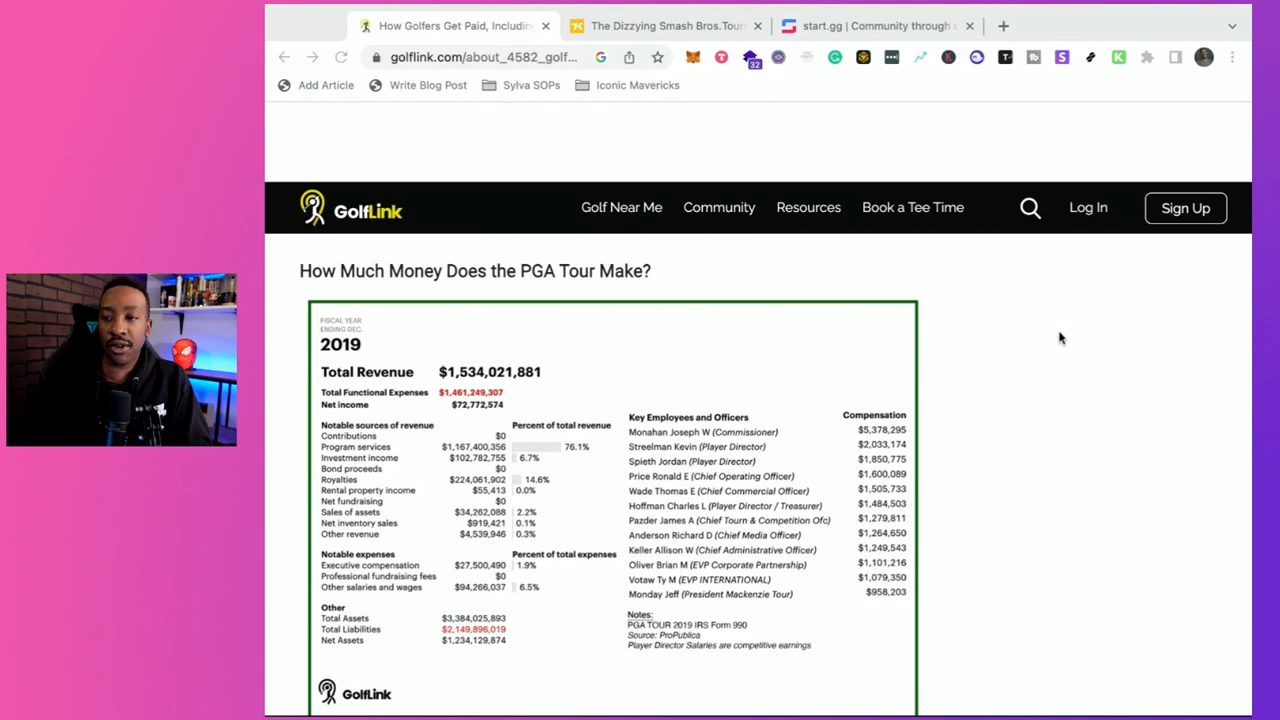 How Golfers Get Paid, Includin
The Dizzying Smash Bros.Tour
start.gg | Community through
golflink.com/about_4582_golf...
32
Add Article
Write Blog Post
Sylva SOPs
Iconic Mavericks
GolfLink
Golf Near Me
Community
Resources
Book a Tee Time
Log In
Sign Up
How Much Money Does the PGA Tour Make?
FISCAL YEAR
ENDING DEC.
2019
Total Revenue $1,534,021,881
Total Functional Expenses $1,461,249,307
Net income $72,772,574
Notable sources of revenue Percent of total revenue
Contributions $0
Program services $1,167,400,356 76.1%
Investment income $102,782,755 6.7%
Bond proceeds $0
Royalties $224,061,902 14.6%
Rental property income $55,413 0.0%
Net fundraising $0
Sales of assets $34,262,088 2.2%
Net inventory sales $919,421 0.1%
Other revenue $4,539,946 0.3%
Notable expenses Percent of total expenses
Executive compensation $27,500,490 1.9%
Professional fundraising fees $0
Other salaries and wages $94,266,037 6.5%
Other
Total Assets $3,384,025,893
Total Liabilities $2,149,896,019
Net Assets $1,234,129,874
Key Employees and Officers Compensation
Monahan Joseph W (Commissioner) $5,378,295
Streelman Kevin (Player Director) $2,033,174
Spieth Jordan (Player Director) $1,850,775
Price Ronald E (Chief Operating Officer) $1,600,089
Wade Thomas E (Chief Commercial Officer) $1,505,733
Hoffman Charles L (Player Director / Treasurer) $1,484,503
Pazder James A (Chief Tourn & Competition Ofc) $1,279,811
Anderson Richard D (Chief Media Officer) $1,264,650
Keller Allison W (Chief Administrative Officer) $1,249,543
Oliver Brian M (EVP Corporate Partnership) $1,101,216
Votaw Ty M (EVP INTERNATIONAL) $1,079,350
Monday Jeff (President Mackenzie Tour) $958,203
Notes:
PGA TOUR 2019 IRS Form 990
Source: ProPublica
Player Director Salaries are competitive earnings
GolfLink